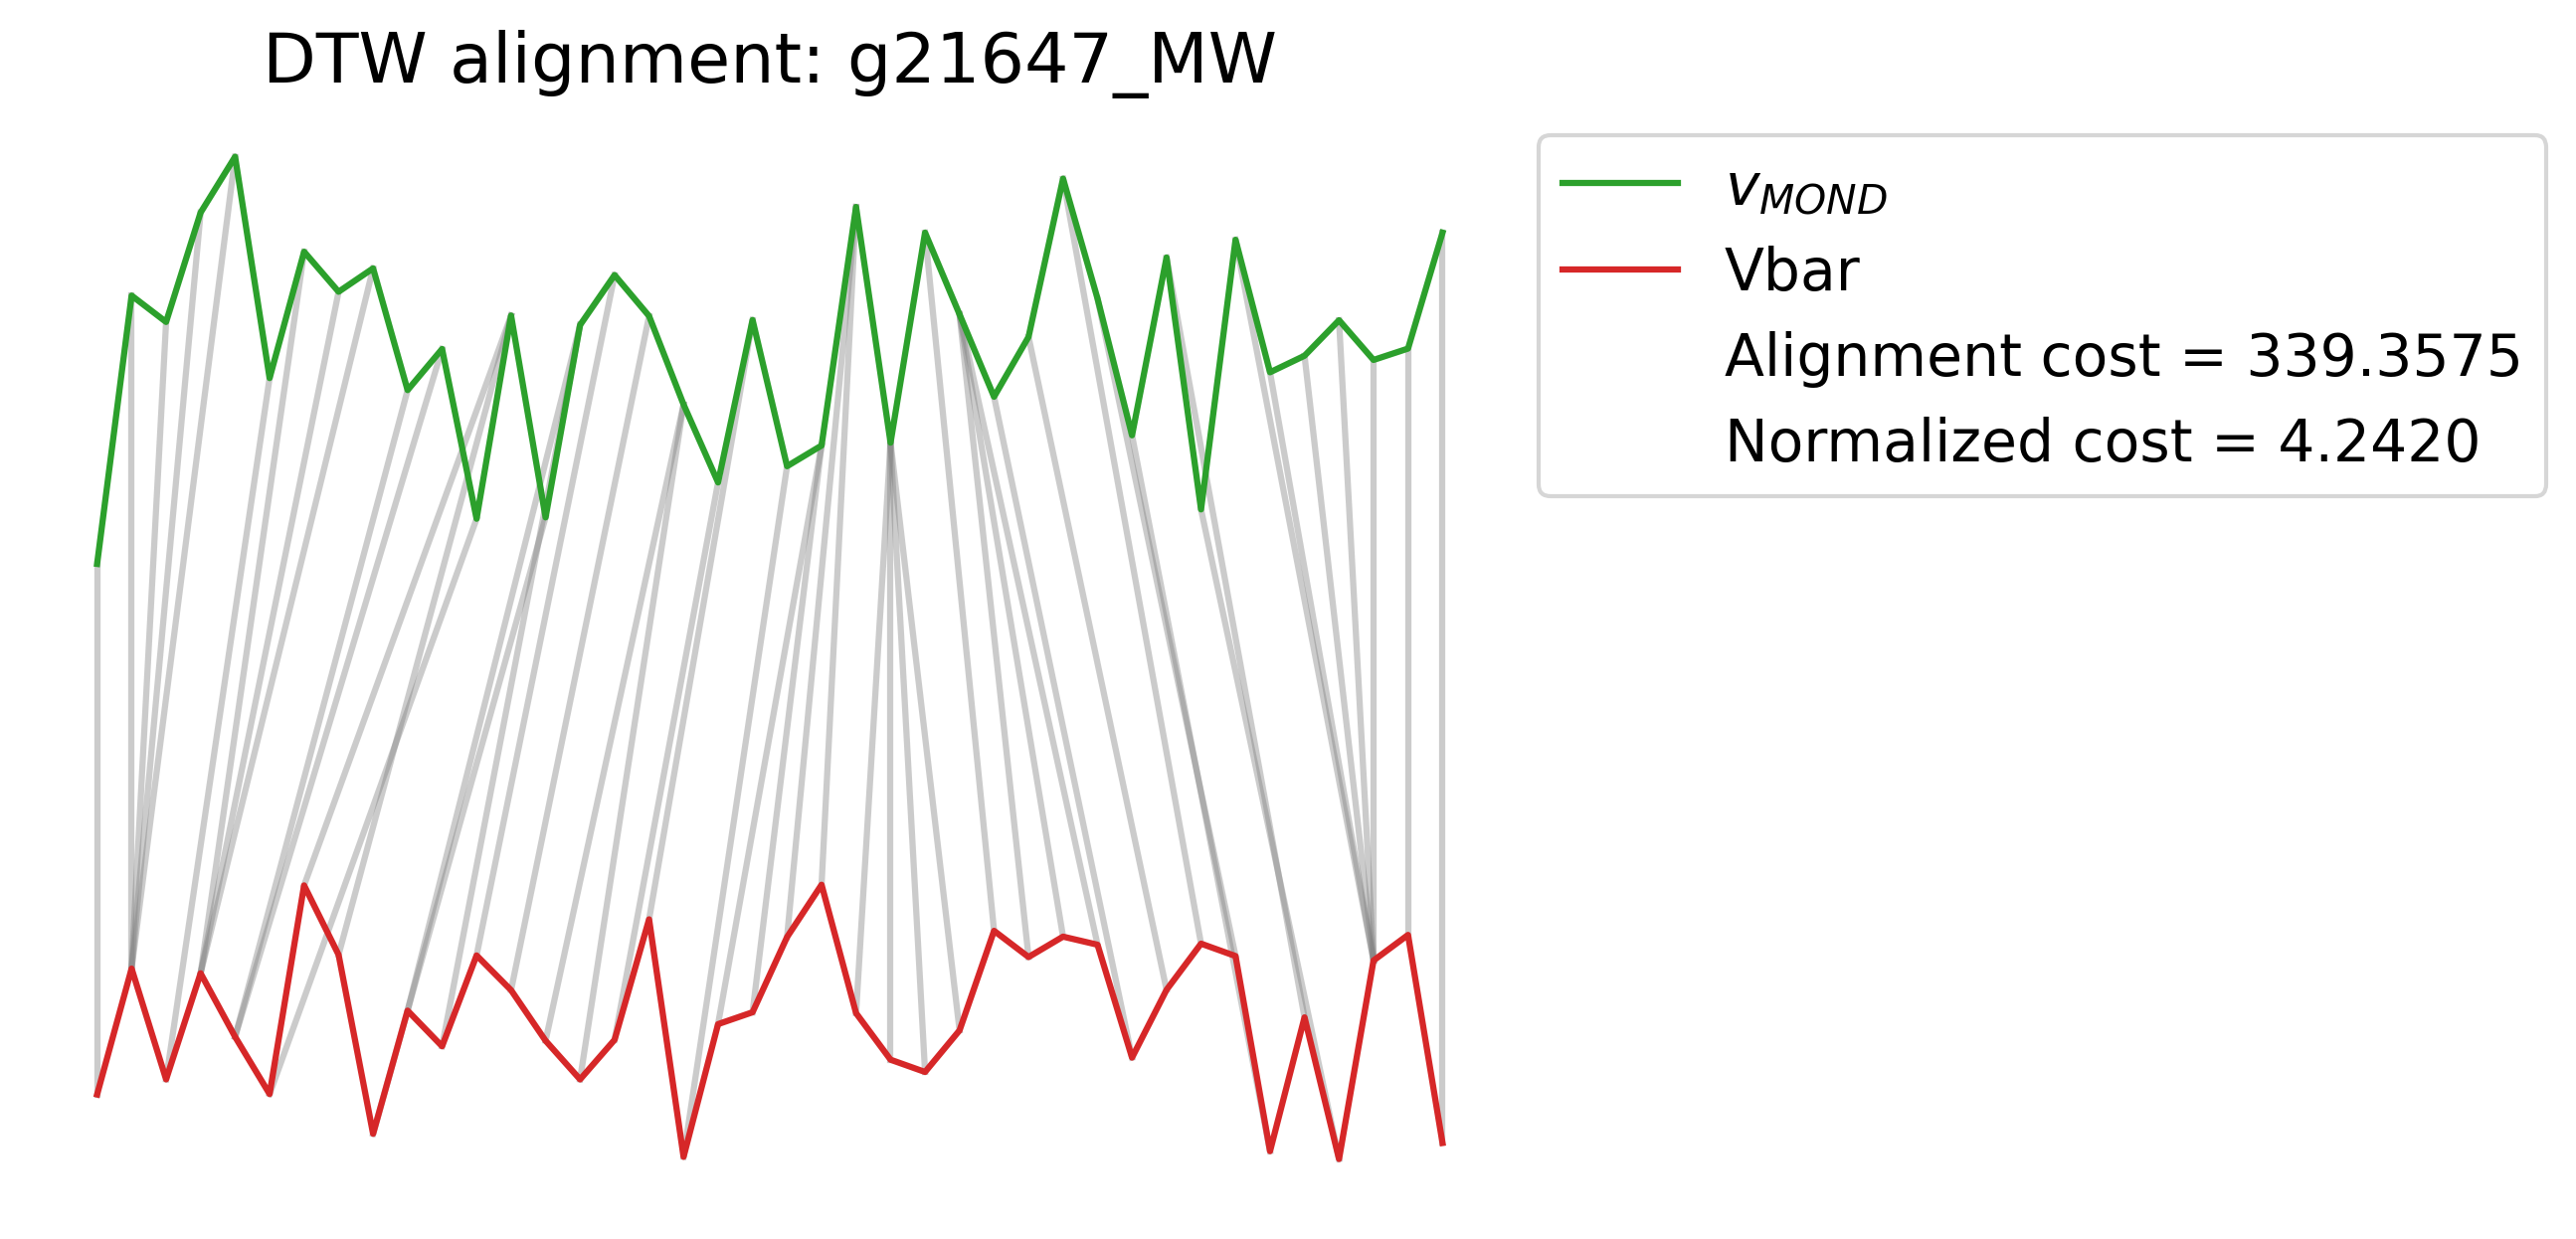 DTW alignment: g21647_MW
v_MOND
Vbar
Alignment cost = 339.3575
Normalized cost = 4.2420